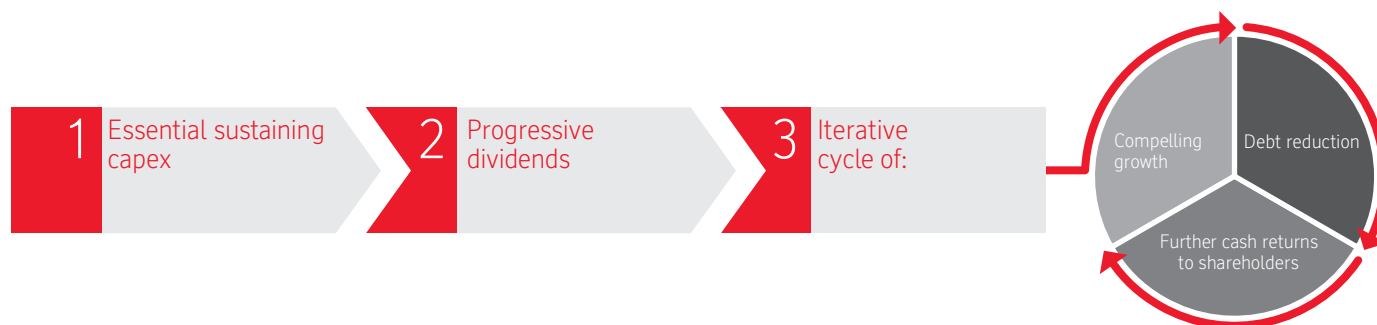 1
Essential sustaining
capex
2
Progressive
dividends
3
Iterative
cycle of:
Compelling
growth
Debt reduction
Further cash returns
to shareholders